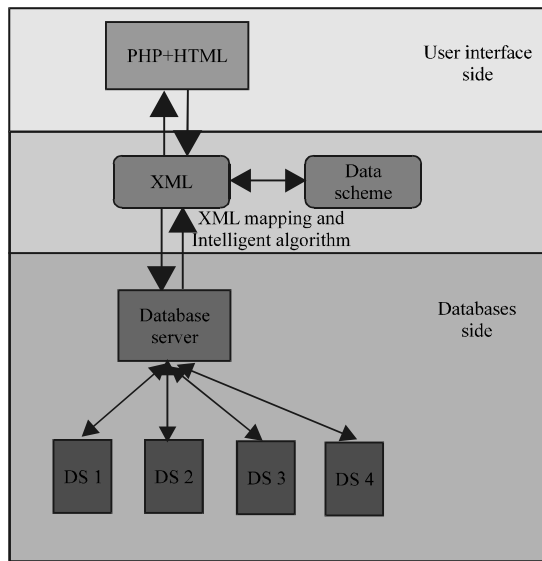 PHP+HTML
User interface
side
XML
Data
scheme
XML mapping and
Intelligent algorithm
Database
server
Databases
side
DS 1
DS 2
DS 3
DS 4